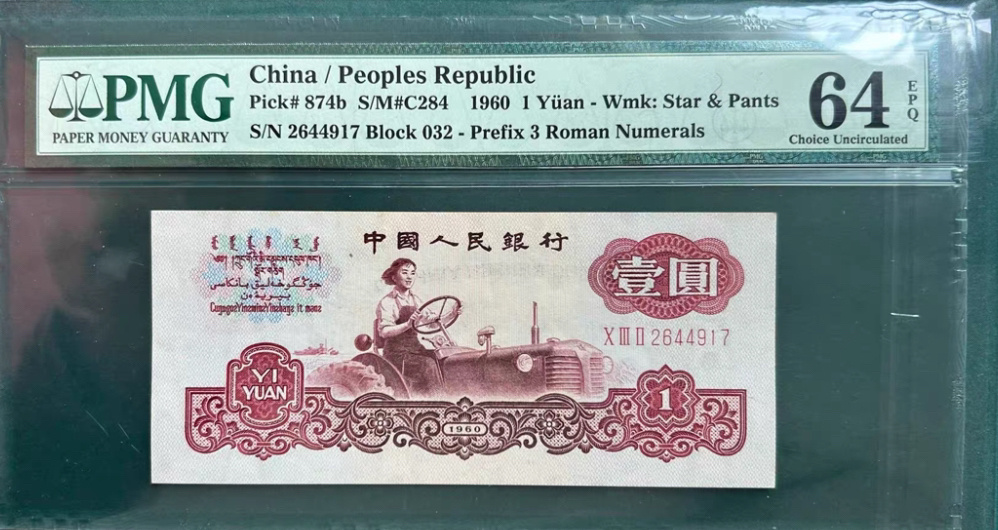 PMG
PAPER MONEY GUARANTY
China / Peoples Republic
Pick# 874b S/M#C284 1960 1 Yüan - Wmk: Star & Pants
S/N 2644917 Block 032 - Prefix 3 Roman Numerals
64 EPQ
Choice Uncirculated
中國人民銀行
壹圓
X III II 2644917
YI
YUAN
1960
1